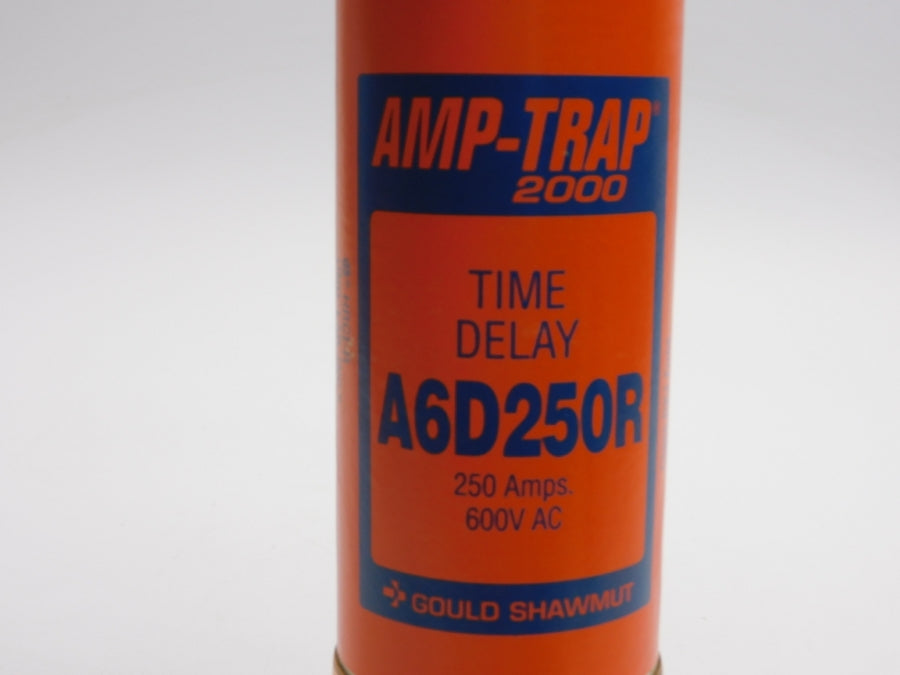 AMP-TRAP®
2000
TIME
DELAY
A6D250R
250 Amps.
600V AC
GOULD SHAWMUT